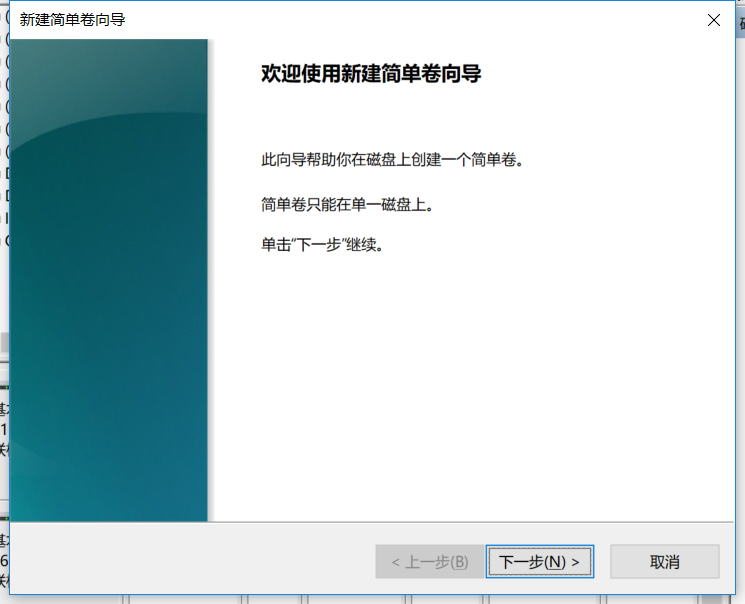 新建简单卷向导
欢迎使用新建简单卷向导
此向导帮助你在磁盘上创建一个简单卷。
简单卷只能在单一磁盘上。
单击"下一步"继续。
< 上一步(B)
下一步(N) >
取消